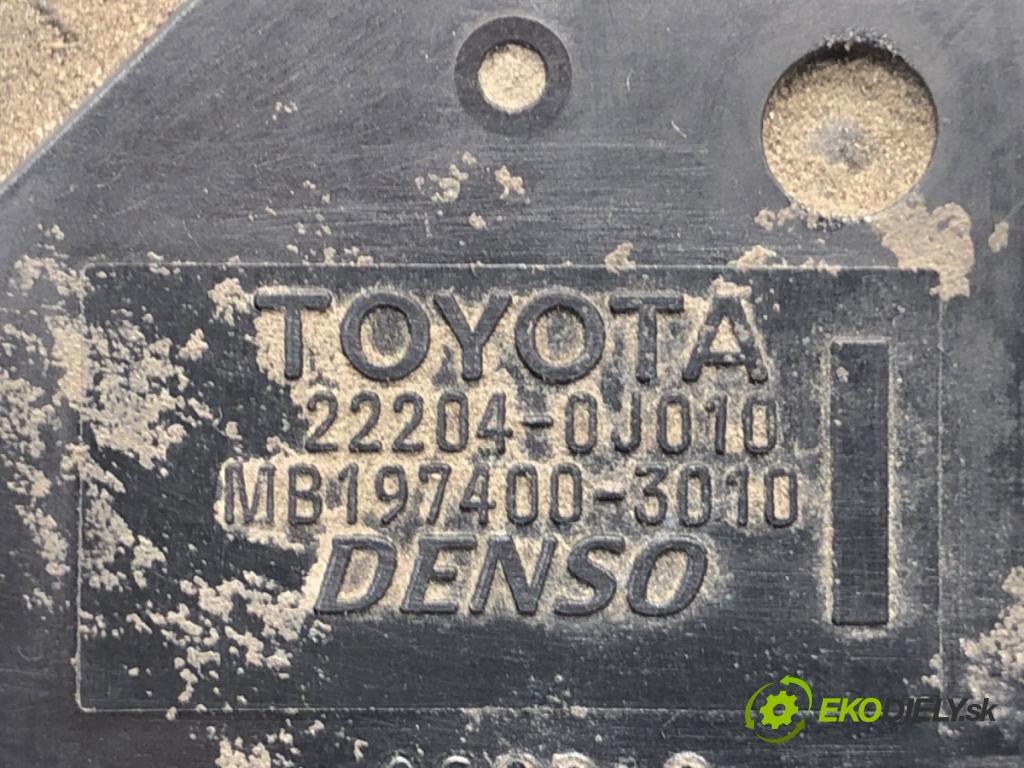 TOYOTA
22204-0J010
MB197400-3010
DENSO
EKODIELY.sk